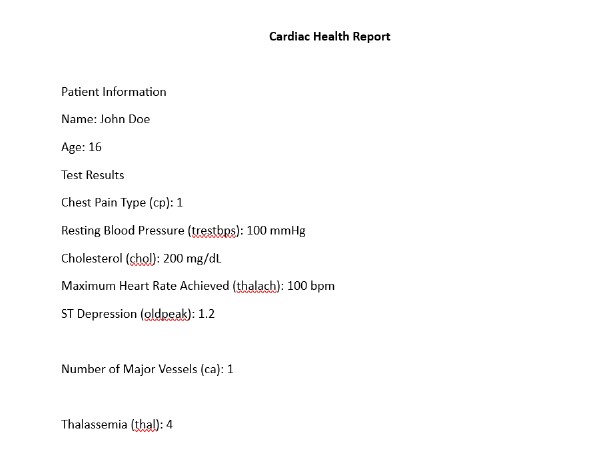 Cardiac Health Report
Patient Information
Name: John Doe
Age: 16
Test Results
Chest Pain Type (cp): 1
Resting Blood Pressure (trestbps): 100 mmHg
Cholesterol (chol): 200 mg/dL
Maximum Heart Rate Achieved (thalach): 100 bpm
ST Depression (oldpeak): 1.2
Number of Major Vessels (ca): 1
Thalassemia (thal): 4